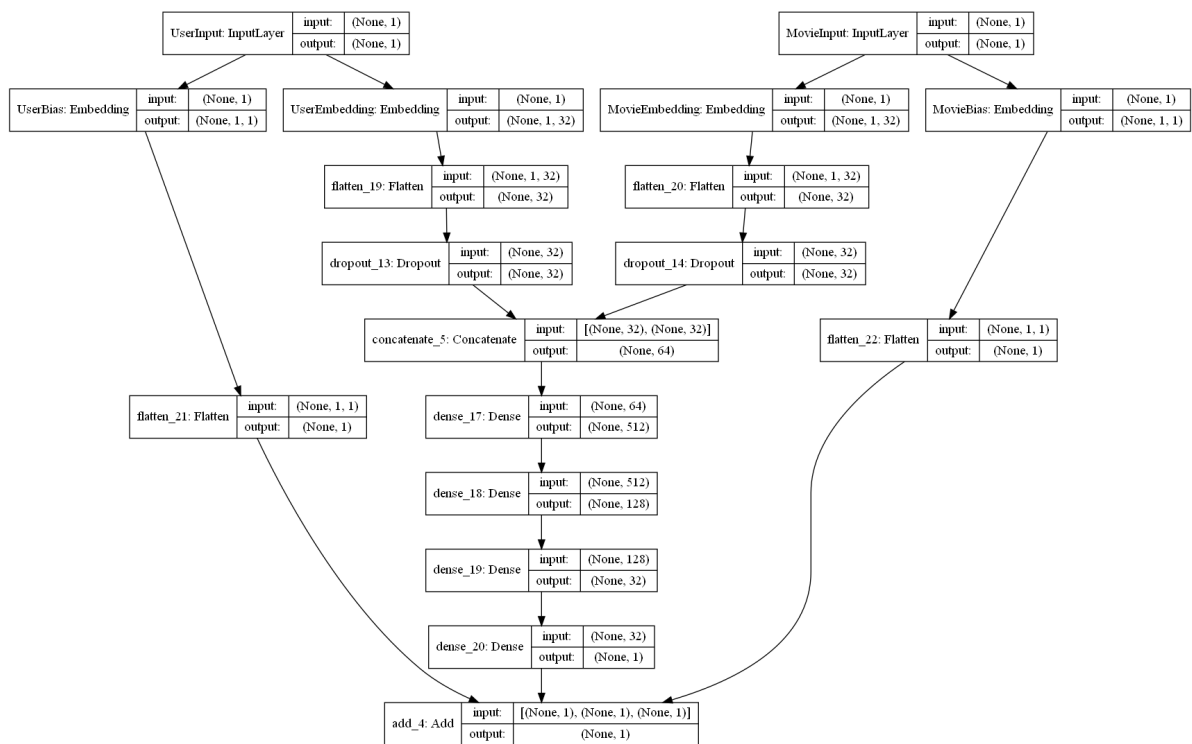 UserInput: InputLayer
input: (None, 1)
output: (None, 1)
MovieInput: InputLayer
input: (None, 1)
output: (None, 1)
UserBias: Embedding
input: (None, 1)
output: (None, 1, 1)
UserEmbedding: Embedding
input: (None, 1)
output: (None, 1, 32)
MovieEmbedding: Embedding
input: (None, 1)
output: (None, 1, 32)
MovieBias: Embedding
input: (None, 1)
output: (None, 1, 1)
flatten_19: Flatten
input: (None, 1, 32)
output: (None, 32)
flatten_20: Flatten
input: (None, 1, 32)
output: (None, 32)
dropout_13: Dropout
input: (None, 32)
output: (None, 32)
dropout_14: Dropout
input: (None, 32)
output: (None, 32)
concatenate_5: Concatenate
input: [(None, 32), (None, 32)]
output: (None, 64)
flatten_22: Flatten
input: (None, 1, 1)
output: (None, 1)
flatten_21: Flatten
input: (None, 1, 1)
output: (None, 1)
dense_17: Dense
input: (None, 64)
output: (None, 512)
dense_18: Dense
input: (None, 512)
output: (None, 128)
dense_19: Dense
input: (None, 128)
output: (None, 32)
dense_20: Dense
input: (None, 32)
output: (None, 1)
add_4: Add
input: [(None, 1), (None, 1), (None, 1)]
output: (None, 1)